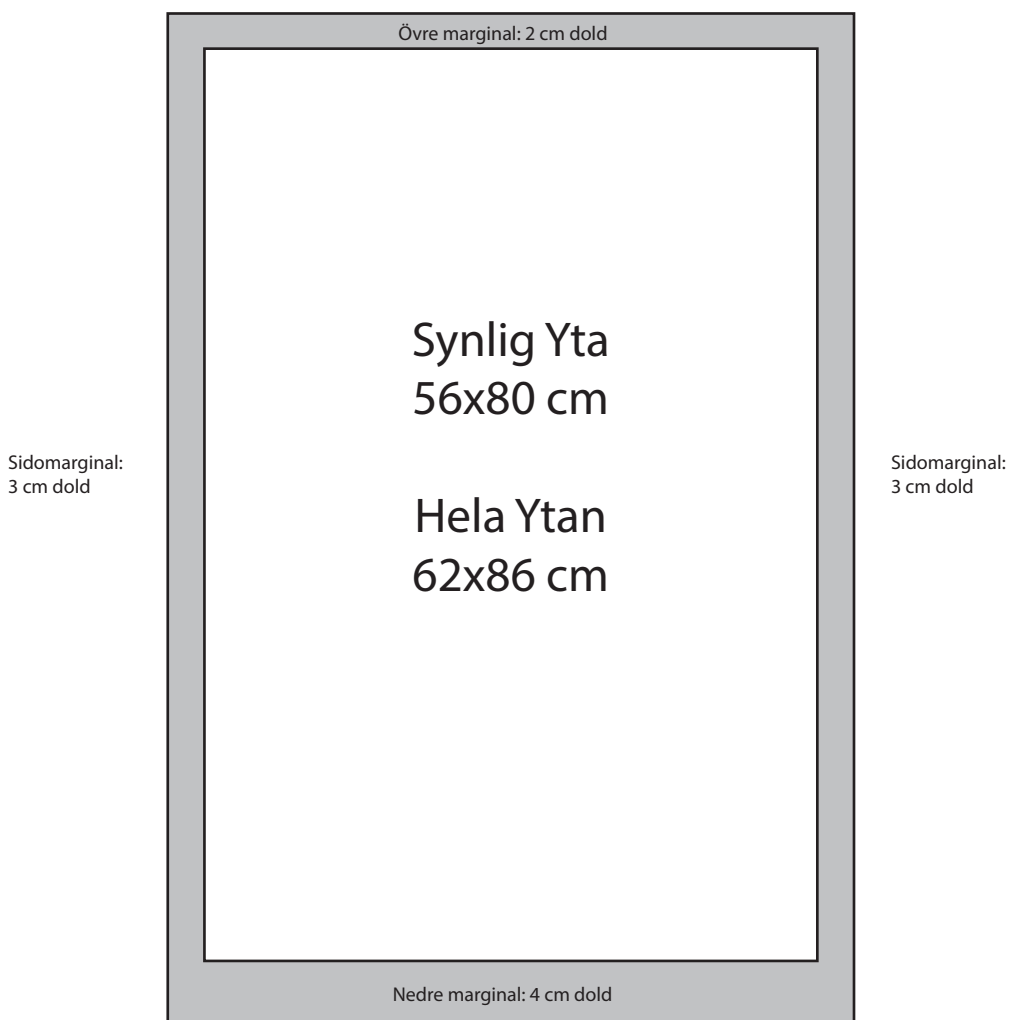 Övre marginal: 2 cm dold
Synlig Yta
56x80 cm
Sidomarginal:
3 cm dold
Sidomarginal:
3 cm dold
Hela Ytan
62x86 cm
Nedre marginal: 4 cm dold